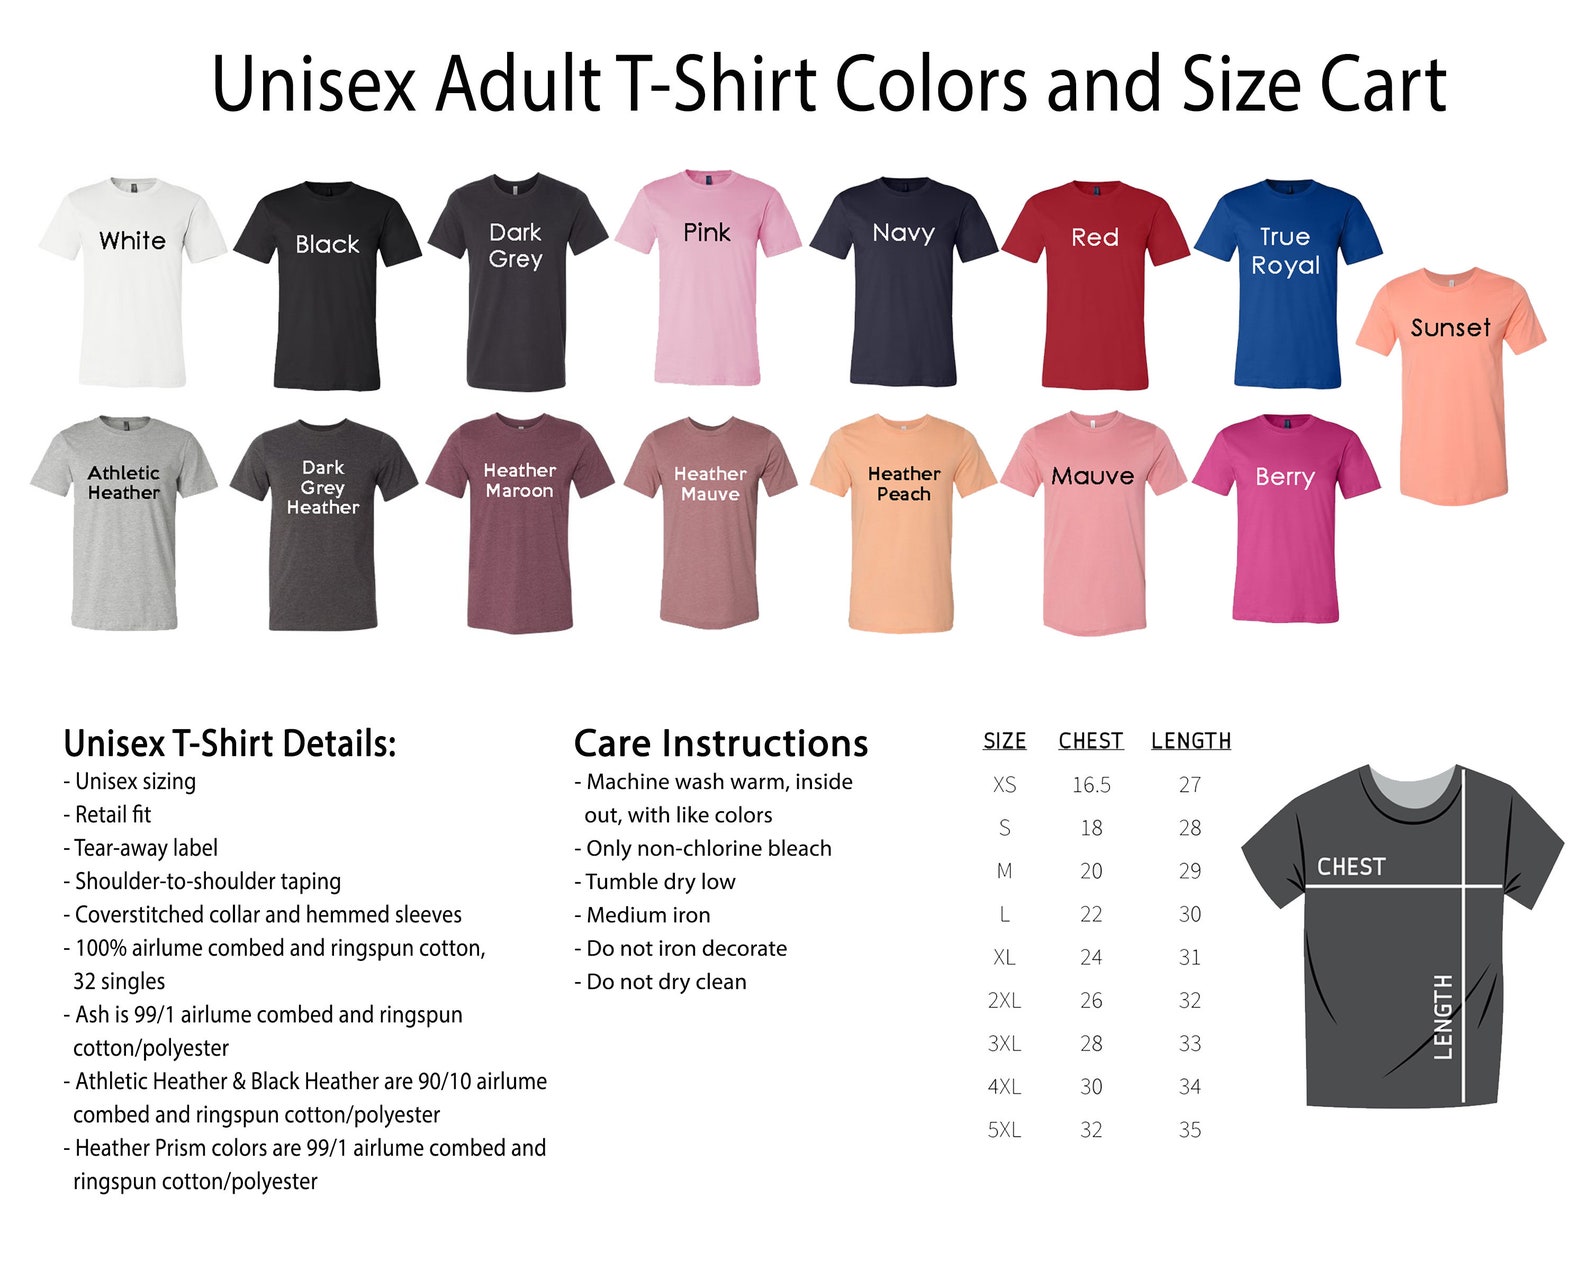 Unisex Adult T-Shirt Colors and Size Cart
White
Black
Dark
Grey
Pink
Navy
Red
True
Royal
Sunset
Athletic
Heather
Dark
Grey
Heather
Heather
Maroon
Heather
Mauve
Heather
Peach
Mauve
Berry
Unisex T-Shirt Details:
- Unisex sizing
- Retail fit
- Tear-away label
- Shoulder-to-shoulder taping
- Coverstitched collar and hemmed sleeves
- 100% airlume combed and ringspun cotton,
32 singles
- Ash is 99/1 airlume combed and ringspun
cotton/polyester
- Athletic Heather & Black Heather are 90/10 airlume
combed and ringspun cotton/polyester
- Heather Prism colors are 99/1 airlume combed and
ringspun cotton/polyester
Care Instructions
- Machine wash warm, inside
out, with like colors
- Only non-chlorine bleach
- Tumble dry low
- Medium iron
- Do not iron decorate
- Do not dry clean
SIZE CHEST LENGTH
XS 16.5 27
S 18 28
M 20 29
L 22 30
XL 24 31
2XL 26 32
3XL 28 33
4XL 30 34
5XL 32 35
CHEST
LENGTH